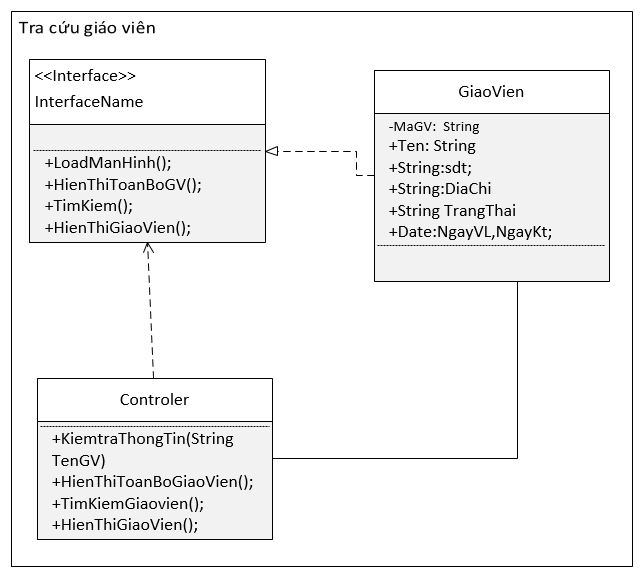 Tra cứu giáo viên
<<Interface>>
InterfaceName
+LoadManHinh();
+HienThiToanBoGV();
+TimKiem();
+HienThiGiaoVien();
GiaoVien
-MaGV: String
+Ten: String
+String:sdt;
+String:DiaChi
+String TrangThai
+Date:NgayVL,NgayKt;
Controler
+KiemtraThongTin(String
TenGV)
+HienThiToanBoGiaoVien();
+TimKiemGiaovien();
+HienThiGiaoVien();